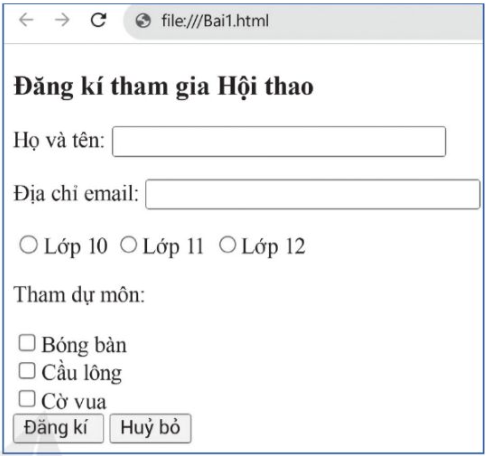 file:///Bai1.html
Đăng kí tham gia Hội thao
Họ và tên:
Địa chỉ email:
Lớp 10 Lớp 11 Lớp 12
Tham dự môn:
Bóng bàn
Cầu lông
Cờ vua
Đăng kí Huỷ bỏ